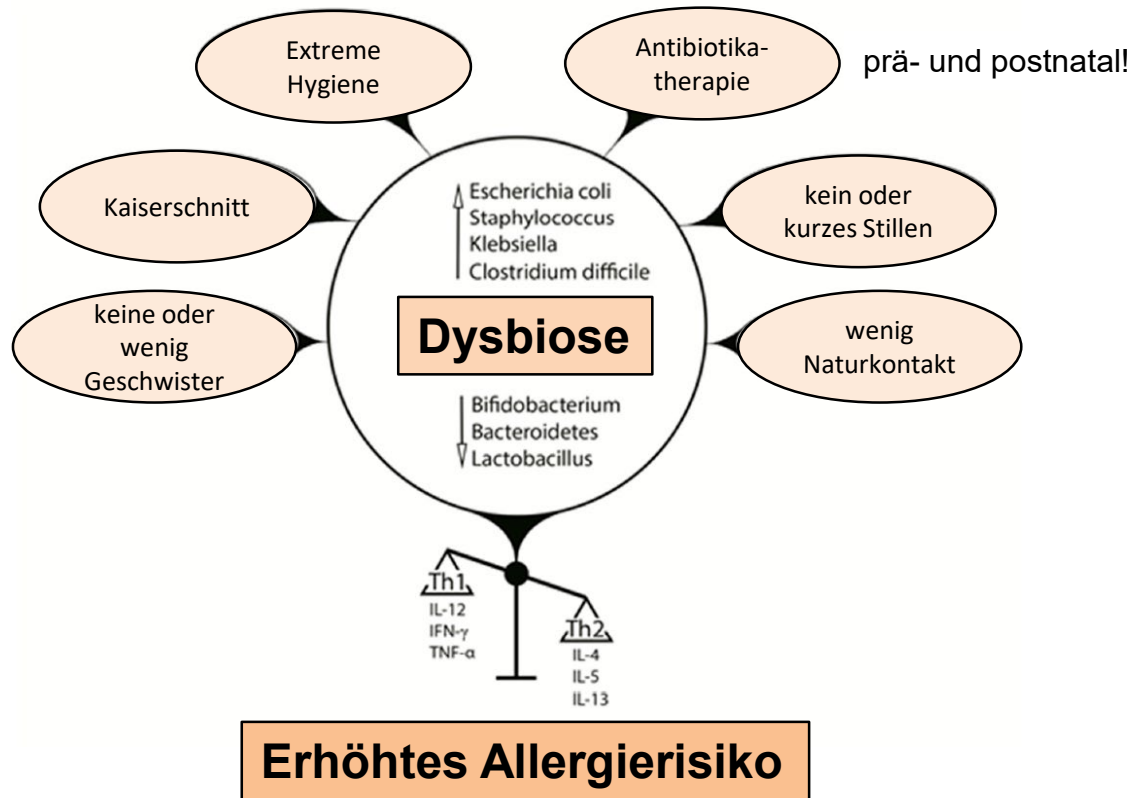 Extreme
Hygiene
Antibiotika-
therapie
prä- und postnatal!
Kaiserschnitt
kein oder
kurzes Stillen
keine oder
wenig
Geschwister
wenig
Naturkontakt
Escherichia coli
Staphylococcus
Klebsiella
Clostridium difficile
Dysbiose
Bifidobacterium
Bacteroidetes
Lactobacillus
Th1
IL-12
IFN-γ
TNF-α
Th2
IL-4
IL-5
IL-13
Erhöhtes Allergierisiko